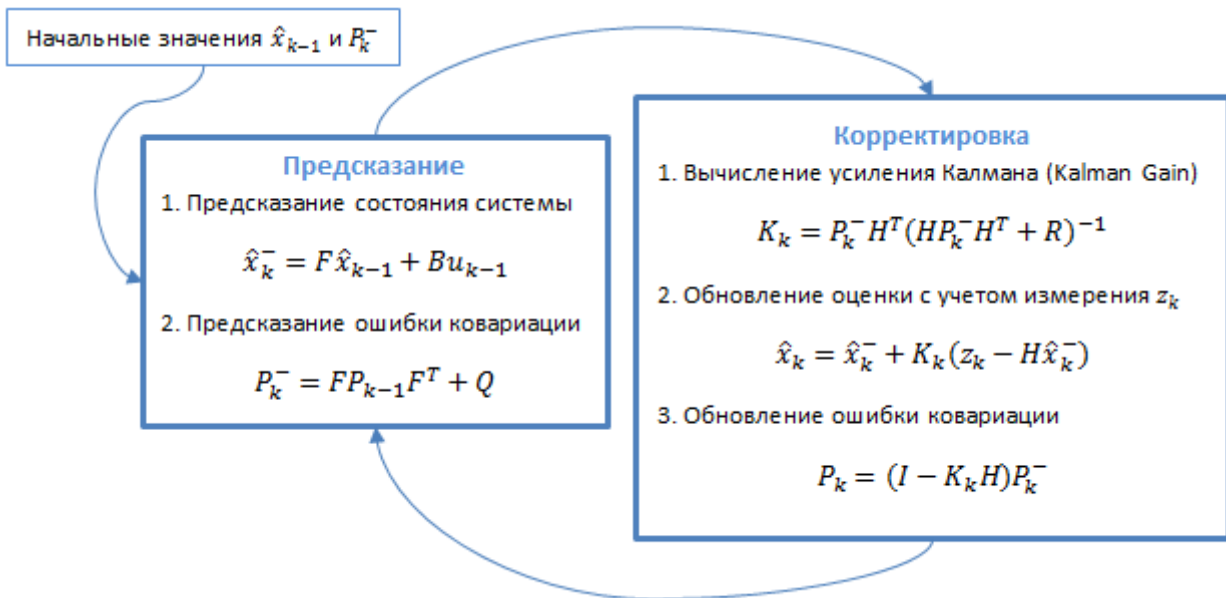 Начальные значения x̂ₖ₋₁ и Pₖ⁻
Предсказание
1. Предсказание состояния системы
x̂ₖ⁻ = Fx̂ₖ₋₁ + Buₖ₋₁
2. Предсказание ошибки ковариации
Pₖ⁻ = FPₖ₋₁Fᵀ + Q
Корректировка
1. Вычисление усиления Калмана (Kalman Gain)
Kₖ = Pₖ⁻Hᵀ(HPₖ⁻Hᵀ + R)⁻¹
2. Обновление оценки с учетом измерения zₖ
x̂ₖ = x̂ₖ⁻ + Kₖ(zₖ − Hx̂ₖ⁻)
3. Обновление ошибки ковариации
Pₖ = (I − KₖH)Pₖ⁻